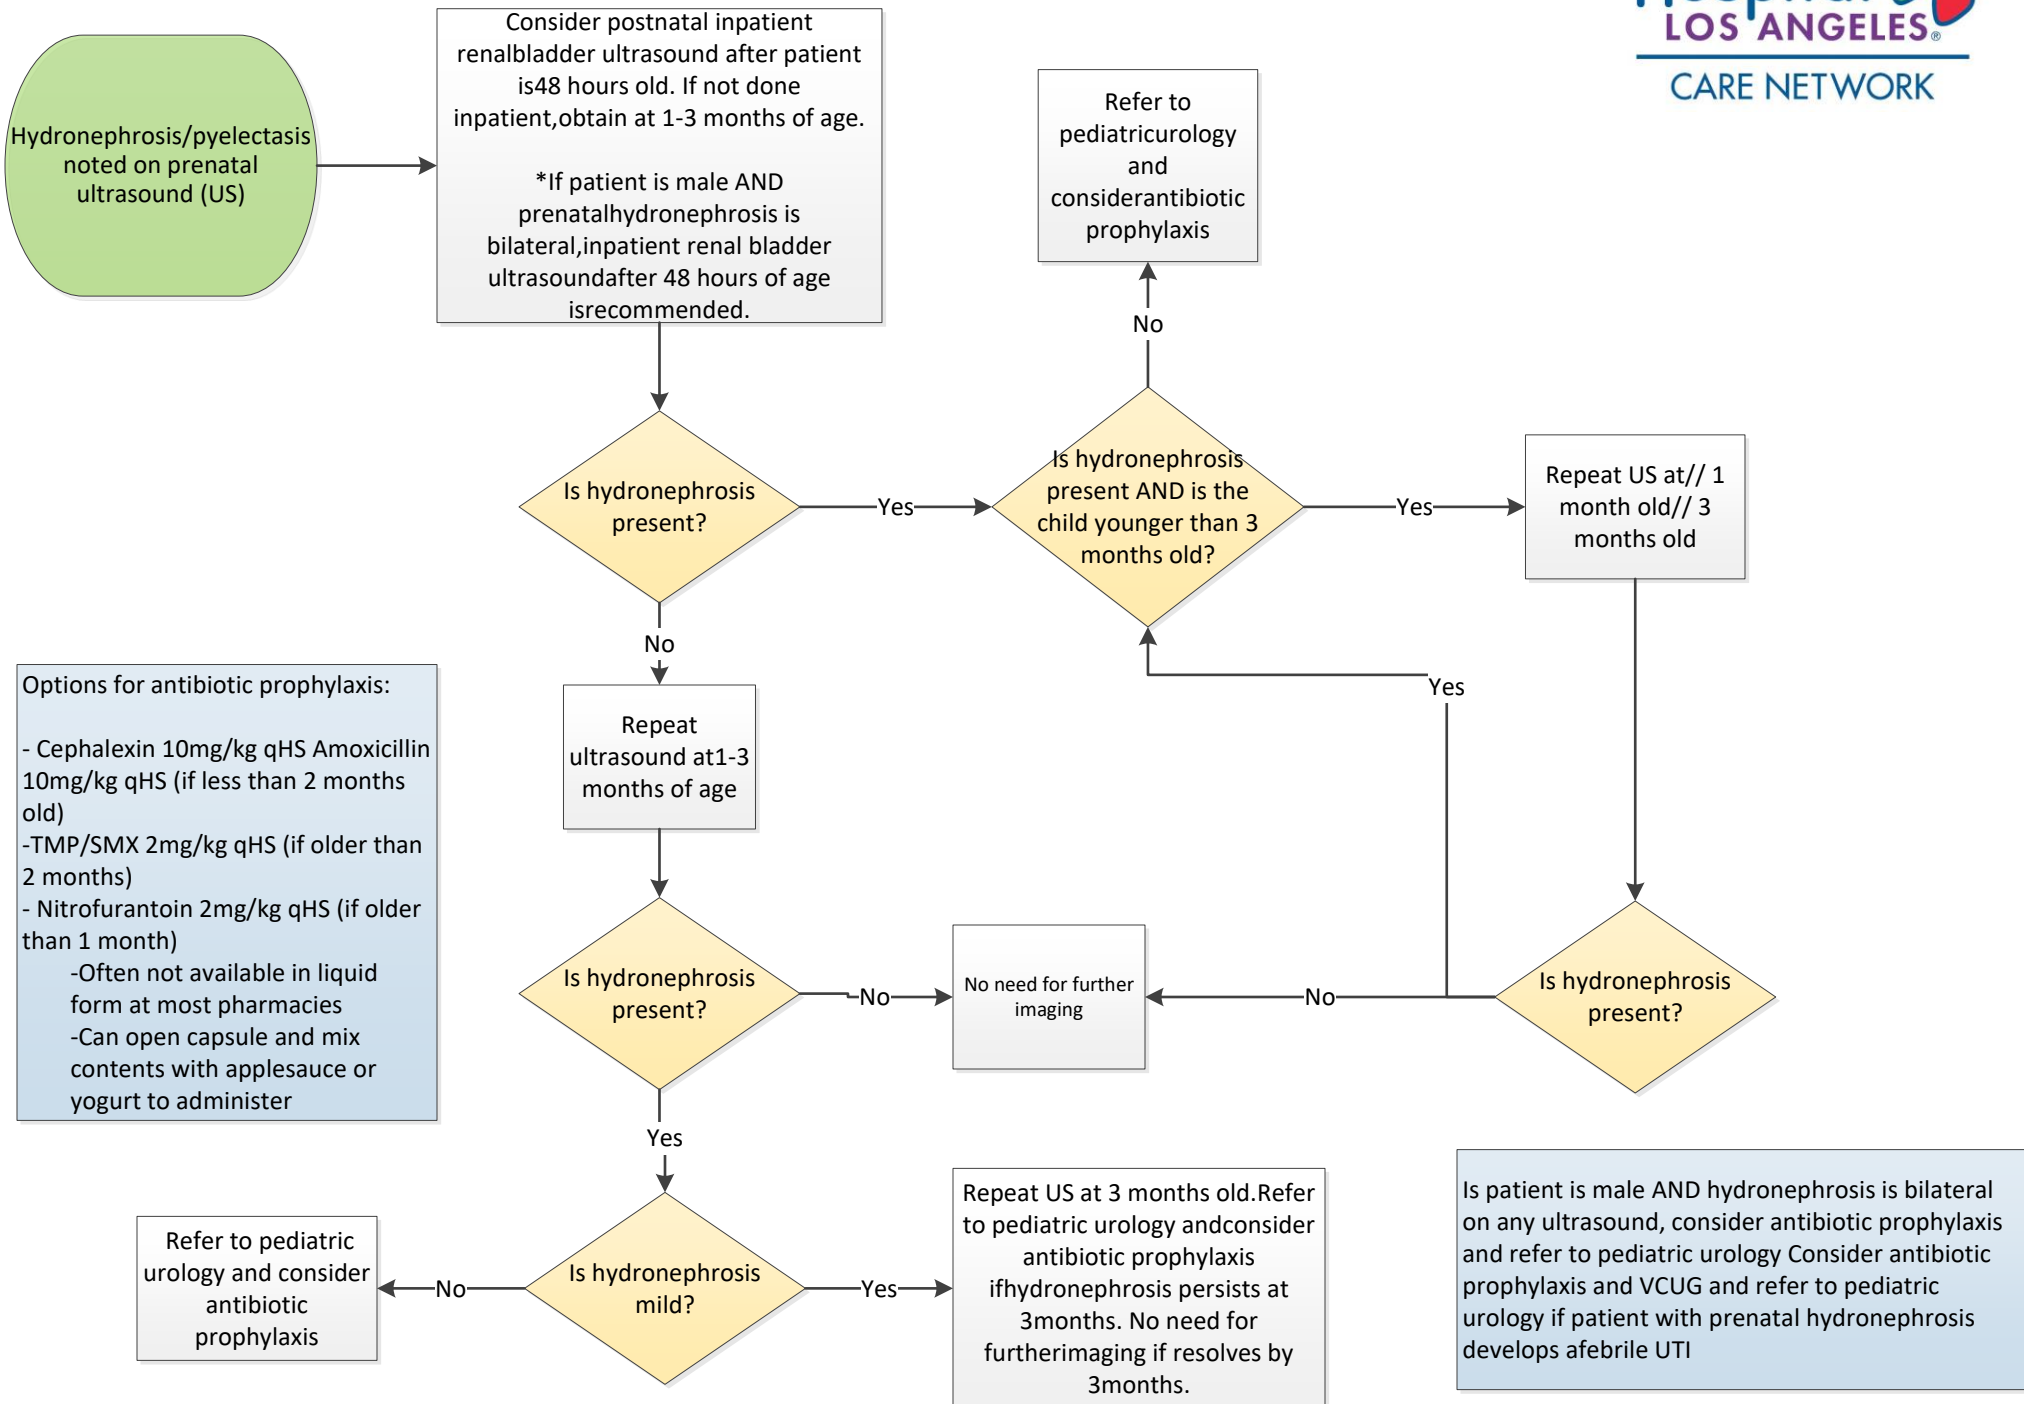 LOS ANGELES®
CARE NETWORK
Hydronephrosis/pyelectasis
noted on prenatal
ultrasound (US)
Consider postnatal inpatient
renalbladder ultrasound after patient
is48 hours old. If not done
inpatient,obtain at 1-3 months of age.
*If patient is male AND
prenatalhydronephrosis is
bilateral,inpatient renal bladder
ultrasoundafter 48 hours of age
isrecommended.
Refer to
pediatricurology
and
considerantibiotic
prophylaxis
No
Is hydronephrosis
present?
Yes
Is hydronephrosis
present AND is the
child younger than 3
months old?
Yes
Repeat US at// 1
month old// 3
months old
No
Yes
Options for antibiotic prophylaxis:
- Cephalexin 10mg/kg qHS Amoxicillin
10mg/kg qHS (if less than 2 months
old)
-TMP/SMX 2mg/kg qHS (if older than
2 months)
- Nitrofurantoin 2mg/kg qHS (if older
than 1 month)
-Often not available in liquid
form at most pharmacies
-Can open capsule and mix
contents with applesauce or
yogurt to administer
Repeat
ultrasound at1-3
months of age
Is hydronephrosis
present?
No
No need for further
imaging
No
Is hydronephrosis
present?
Yes
Refer to pediatric
urology and consider
antibiotic
prophylaxis
No
Is hydronephrosis
mild?
Yes
Repeat US at 3 months old.Refer
to pediatric urology andconsider
antibiotic prophylaxis
ifhydronephrosis persists at
3months. No need for
furtherimaging if resolves by
3months.
Is patient is male AND hydronephrosis is bilateral
on any ultrasound, consider antibiotic prophylaxis
and refer to pediatric urology Consider antibiotic
prophylaxis and VCUG and refer to pediatric
urology if patient with prenatal hydronephrosis
develops afebrile UTI